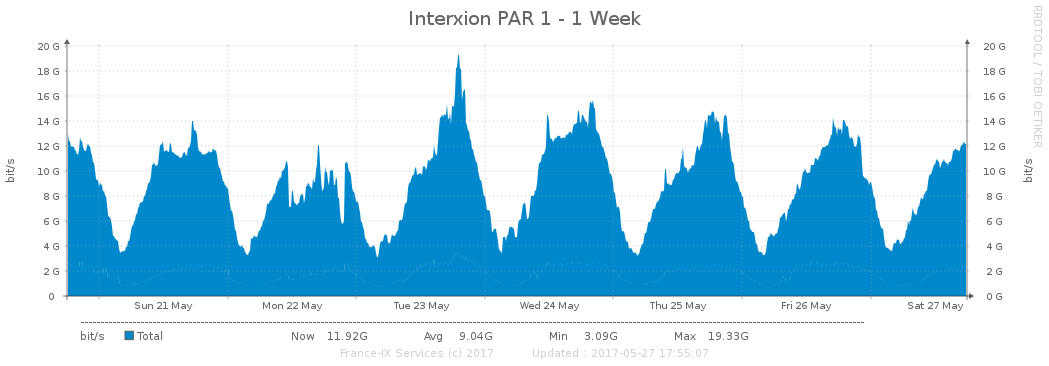 Interxion PAR 1 - 1 Week
RRDTOOL / TOBI OETIKER
bit/s
20 G
18 G
16 G
14 G
12 G
10 G
8 G
6 G
4 G
2 G
0
20 G
18 G
16 G
14 G
12 G
10 G
8 G
6 G
4 G
2 G
0 G
bit/s
Sun 21 May Mon 22 May Tue 23 May Wed 24 May Thu 25 May Fri 26 May Sat 27 May
bit/s Total Now 11.92G Avg 9.04G Min 3.09G Max 19.33G
France-IX Services (c) 2017 Updated : 2017-05-27 17:55:07